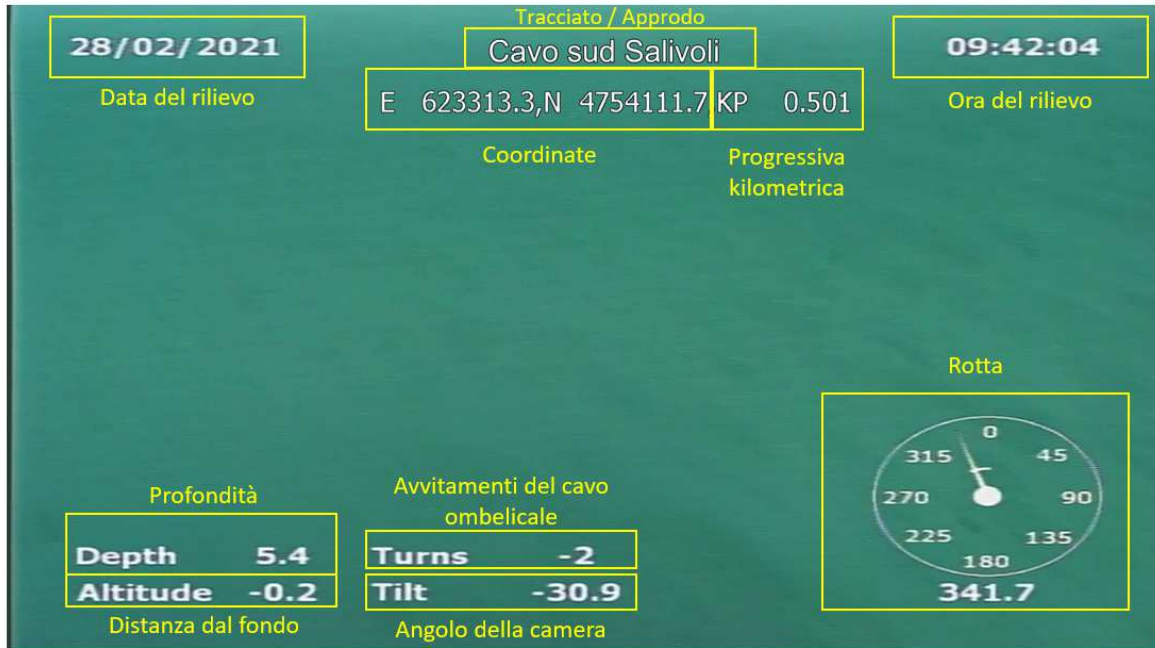 Tracciato / Approdo
28/02/2021
Cavo sud Salivoli
09:42:04
Data del rilievo
E 623313.3,N 4754111.7 KP 0.501
Ora del rilievo
Coordinate
Progressiva
kilometrica
Rotta
0
315
45
270
90
225
135
180
341.7
Profondità
Avvitamenti del cavo
ombelicale
Depth 5.4
Turns -2
Altitude -0.2
Tilt -30.9
Distanza dal fondo
Angolo della camera